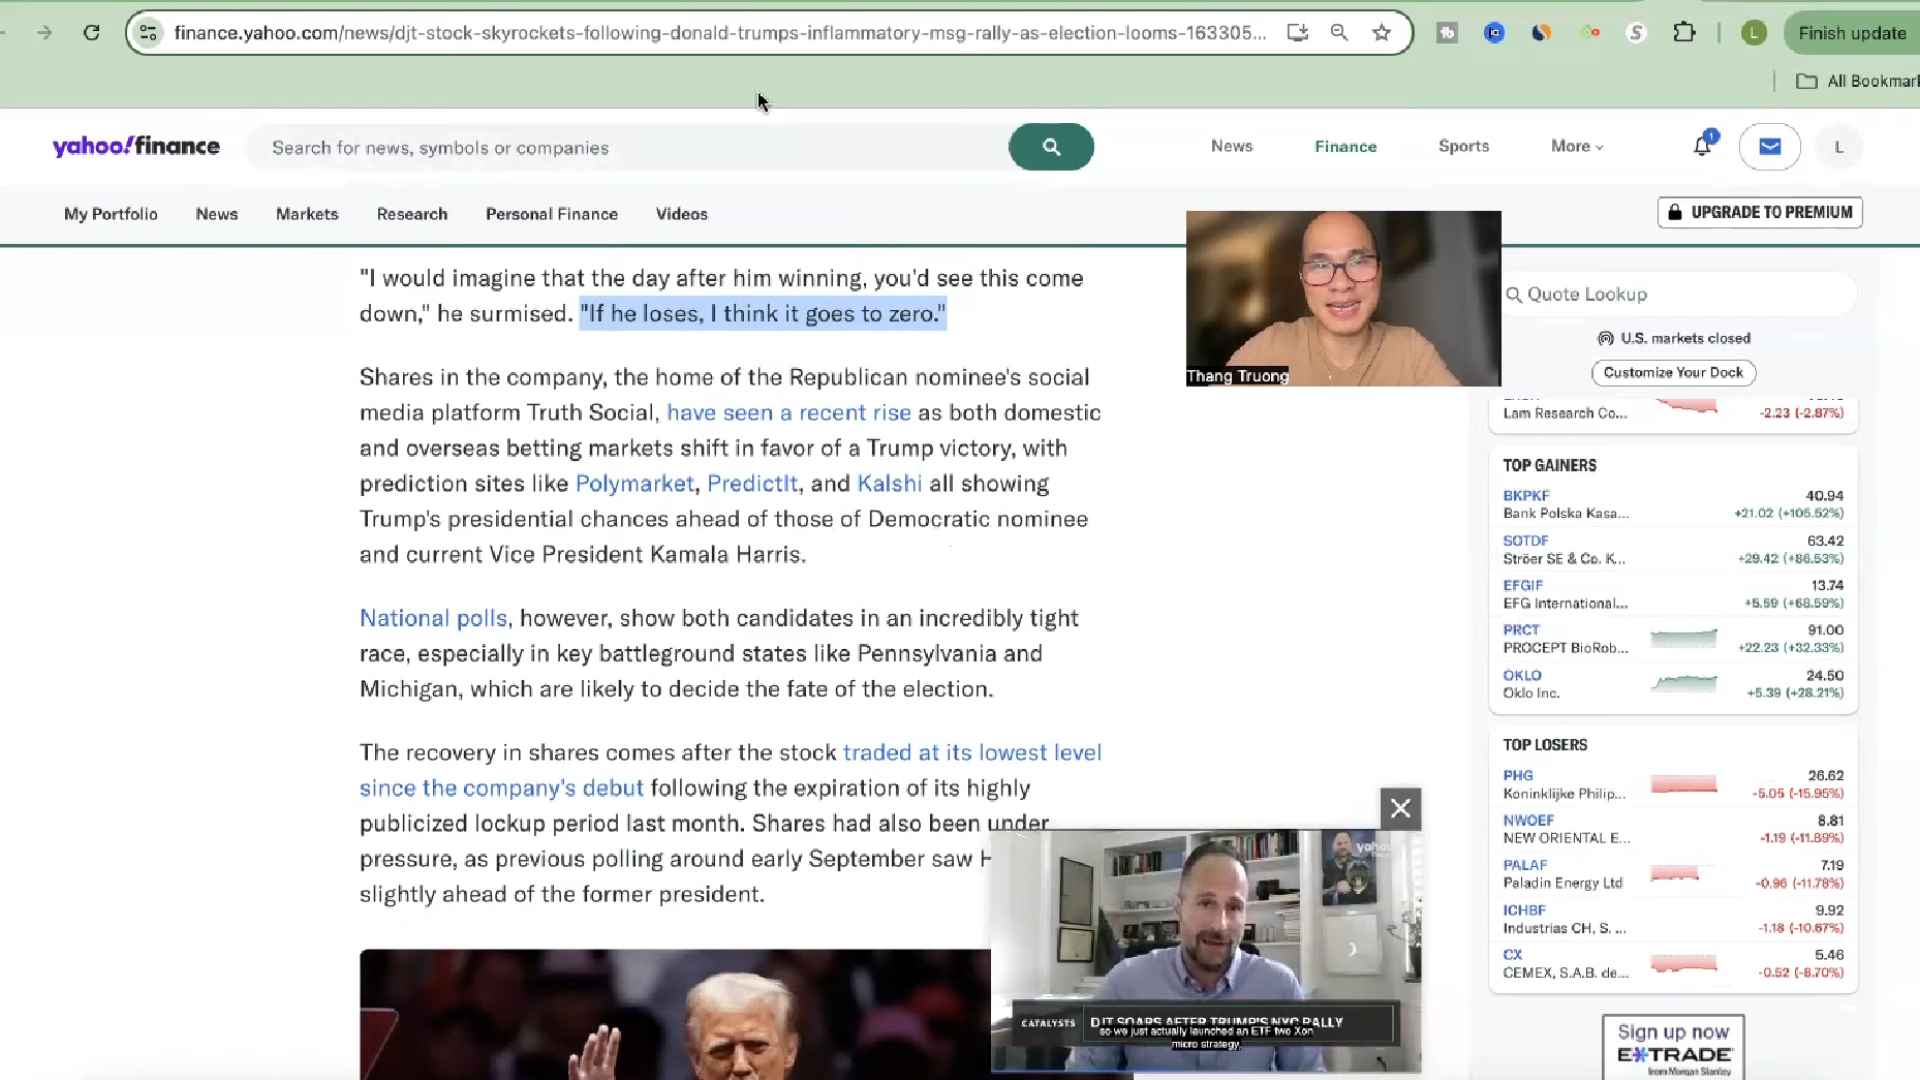 finance.yahoo.com/news/djt-stock-skyrockets-following-donald-trumps-inflammatory-msg-rally-as-election-looms-163305...
L
Finish update
All Bookmar
yahoo!finance
Search for news, symbols or companies
News
Finance
Sports
More
1
L
My Portfolio
News
Markets
Research
Personal Finance
Videos
UPGRADE TO PREMIUM
"I would imagine that the day after him winning, you'd see this come
down," he surmised. "If he loses, I think it goes to zero."
Shares in the company, the home of the Republican nominee's social
media platform Truth Social, have seen a recent rise as both domestic
and overseas betting markets shift in favor of a Trump victory, with
prediction sites like Polymarket, PredictIt, and Kalshi all showing
Trump's presidential chances ahead of those of Democratic nominee
and current Vice President Kamala Harris.
National polls, however, show both candidates in an incredibly tight
race, especially in key battleground states like Pennsylvania and
Michigan, which are likely to decide the fate of the election.
The recovery in shares comes after the stock traded at its lowest level
since the company's debut following the expiration of its highly
publicized lockup period last month. Shares had also been under
pressure, as previous polling around early September saw H
slightly ahead of the former president.
Thang Truong
Quote Lookup
U.S. markets closed
Customize Your Dock
Lam Research Co...
-2.23 (-2.87%)
TOP GAINERS
BKPKF 40.94
Bank Polska Kasa... +21.02 (+105.52%)
SOTDF 63.42
Ströer SE & Co. K... +29.42 (+86.53%)
EFGIF 13.74
EFG International... +5.59 (+68.59%)
PRCT 91.00
PROCEPT BioRob... +22.23 (+32.33%)
OKLO 24.50
Oklo Inc. +5.39 (+28.21%)
TOP LOSERS
PHG 26.62
Koninklijke Philip... -5.05 (-15.95%)
NWOEF 8.81
NEW ORIENTAL E... -1.19 (-11.89%)
PALAF 7.19
Paladin Energy Ltd -0.96 (-11.78%)
ICHBF 9.92
Industrias CH, S. ... -1.18 (-10.67%)
CX 5.46
CEMEX, S.A.B. de... -0.52 (-8.70%)
yahoo
CATALYSTS
DJT SOARS AFTER TRUMP'S NYC RALLY
so we just actually launched an ETF two Xon
micro strategy,
Sign up now
E*TRADE
from Morgan Stanley